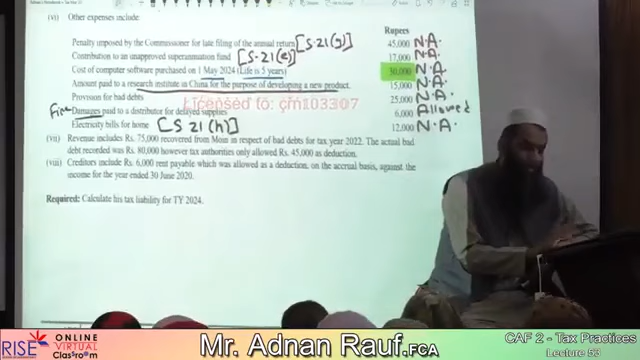 (vi) Other expenses include:
Rupees
Penalty imposed by the Commissioner for late filing of the annual return [S-21(g)] 45,000 N.A.
Contribution to an unapproved superannuation fund [S-21(e)] 17,000 N.A.
Cost of computer software purchased on 1 May 2024 (Life is 5 years) 30,000 N.A.
Amount paid to a research institute in China for the purpose of developing a new product. 15,000 N.A.
Provision for bad debts 25,000 N.A.
Fine Damages paid to a distributor for delayed supplies 6,000 Allowed
Electricity bills for home [S 21(h)] 12,000 N.A.
Licensed to: çm103307
(vii) Revenue includes Rs. 75,000 recovered from Moin in respect of bad debts for tax year 2022. The actual bad
debt recorded was Rs. 80,000 however tax authorities only allowed Rs. 45,000 as deduction.
(viii) Creditors include Rs. 6,000 rent payable which was allowed as a deduction, on the accrual basis, against the
income for the year ended 30 June 2020.
Required: Calculate his tax liability for TY 2024.
RISE
ONLINE
VIRTUAL
Classroom
Mr. Adnan Rauf.FCA
CAF 2 - Tax Practices
Lecture 53